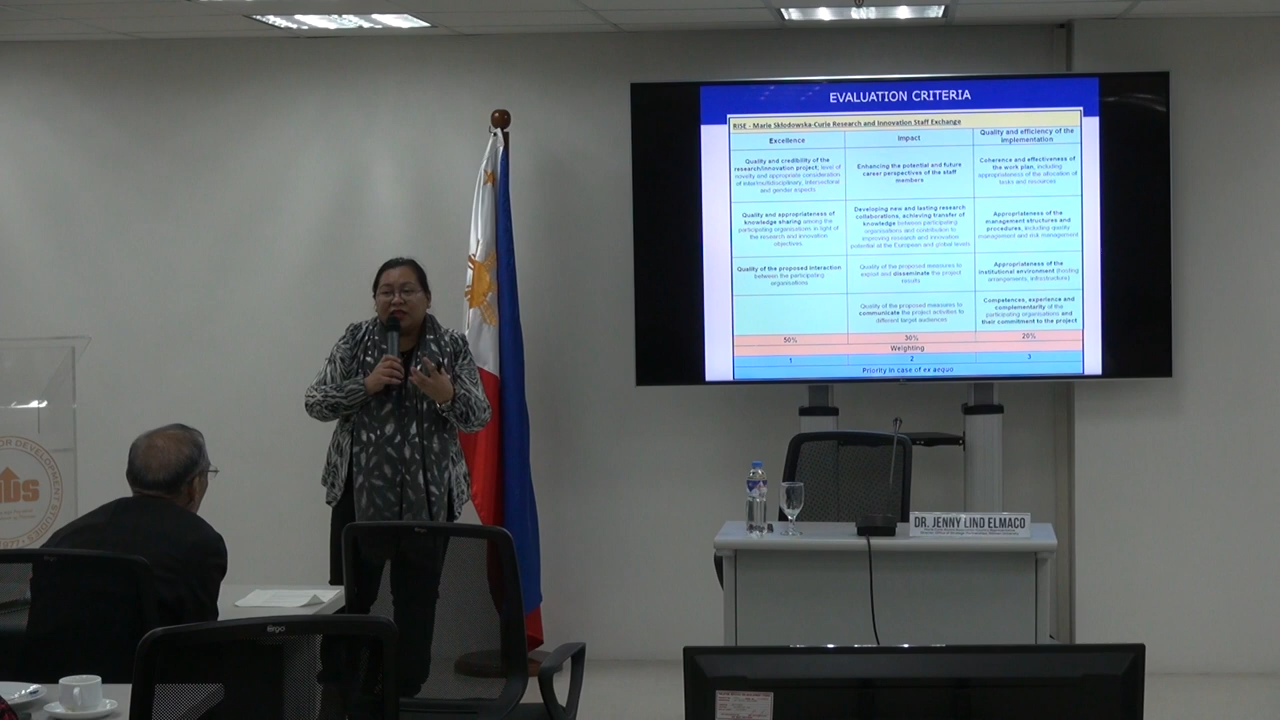 EVALUATION CRITERIA
RISE - Marie Skłodowska-Curie Research and Innovation Staff Exchange
Excellence
Impact
Quality and efficiency of the
implementation
Quality and credibility of the
research/innovation project; level of
novelty and appropriate consideration
of inter/multidisciplinary, intersectoral
and gender aspects
Enhancing the potential and future
career perspectives of the staff
members
Coherence and effectiveness of
the work plan, including
appropriateness of the allocation of
tasks and resources
Quality and appropriateness of
knowledge sharing among the
participating organisations in light of
the research and innovation
objectives
Developing new and lasting research
collaborations, achieving transfer of
knowledge between participating
organisations and contribution to
improving research and innovation
potential at the European and global levels
Appropriateness of the
management structures and
procedures, including quality
management and risk management
Quality of the proposed interaction
between the participating
organisations
Quality of the proposed measures to
exploit and disseminate the project
results
Appropriateness of the
institutional environment (hosting
arrangements, infrastructure)
Quality of the proposed measures to
communicate the project activities to
different target audiences
Competences, experience and
complementarity of the
participating organisations and
their commitment to the project
50%
30%
20%
Weighting
1
2
3
Priority in case of ex aequo
DR. JENNY LIND ELMACO
OR DEVELOPMENT STUDIES
1977
ergo